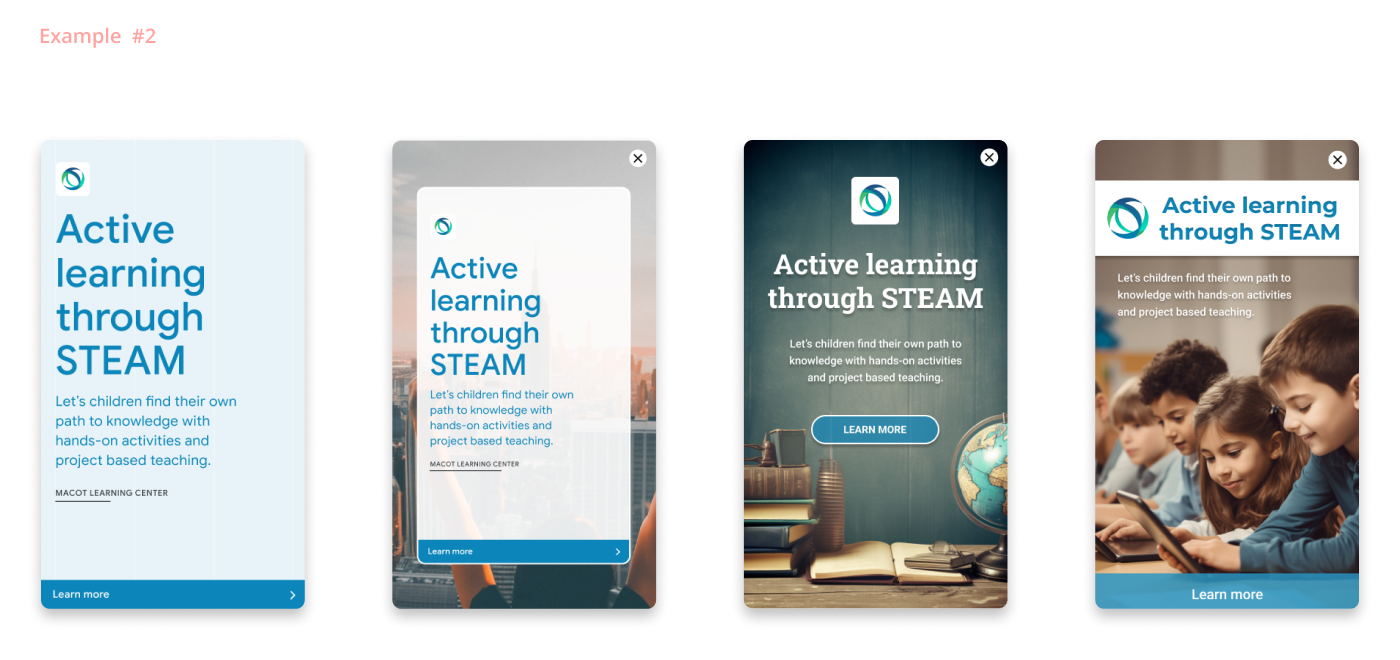 Example #2
Active
learning
through
STEAM
Let's children find their own
path to knowledge with
hands-on activities and
project based teaching.
MACOT LEARNING CENTER
Learn more
Active
learning
through
STEAM
Let's children find their own
path to knowledge with
hands-on activities and
project based teaching.
MACOT LEARNING CENTER
Learn more
Active learning
through STEAM
Let's children find their own path to
knowledge with hands-on activities
and project based teaching.
LEARN MORE
Active learning
through STEAM
Let's children find their own path to
knowledge with hands-on activities
and project based teaching.
Learn more